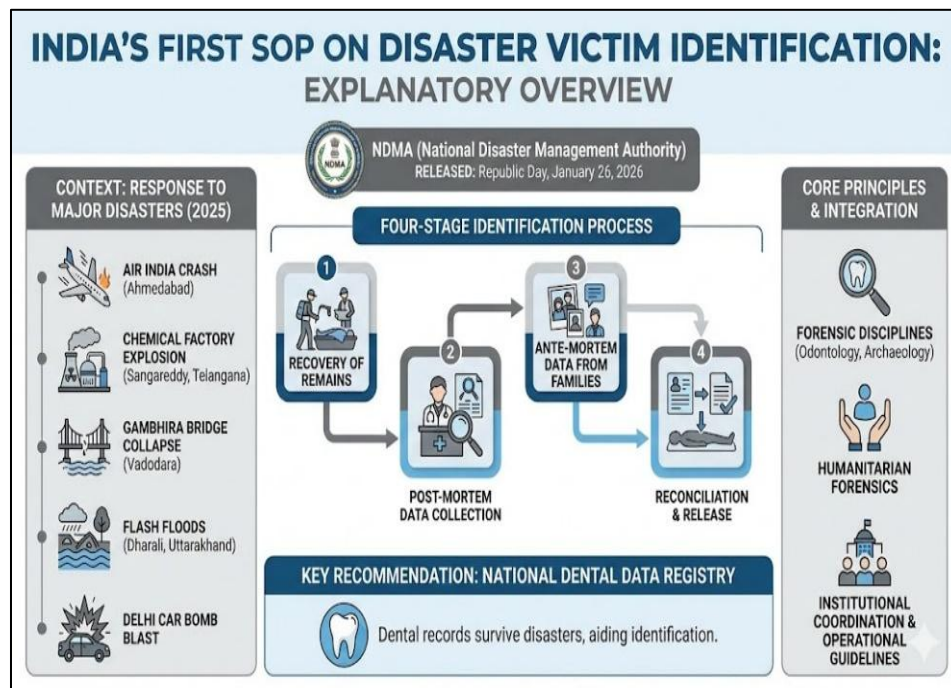 INDIA'S FIRST SOP ON DISASTER VICTIM IDENTIFICATION:
EXPLANATORY OVERVIEW
NDMA
NDMA (National Disaster Management Authority)
RELEASED: Republic Day, January 26, 2026
CONTEXT: RESPONSE TO
MAJOR DISASTERS (2025)
AIR INDIA CRASH
(Ahmedabad)
CHEMICAL FACTORY
EXPLOSION
(Sangareddy, Telangana)
GAMBHIRA BRIDGE
COLLAPSE
(Vadodara)
FLASH FLOODS
(Dharali, Uttarakhand)
DELHI CAR BOMB
BLAST
FOUR-STAGE IDENTIFICATION PROCESS
1
RECOVERY OF
REMAINS
2
POST-MORTEM
DATA COLLECTION
3
ANTE-MORTEM
DATA FROM
FAMILIES
4
RECONCILIATION
& RELEASE
KEY RECOMMENDATION: NATIONAL DENTAL DATA REGISTRY
Dental records survive disasters, aiding identification.
CORE PRINCIPLES
& INTEGRATION
FORENSIC DISCIPLINES
(Odontology, Archaeology)
HUMANITARIAN
FORENSICS
INSTITUTIONAL
COORDINATION &
OPERATIONAL
GUIDELINES